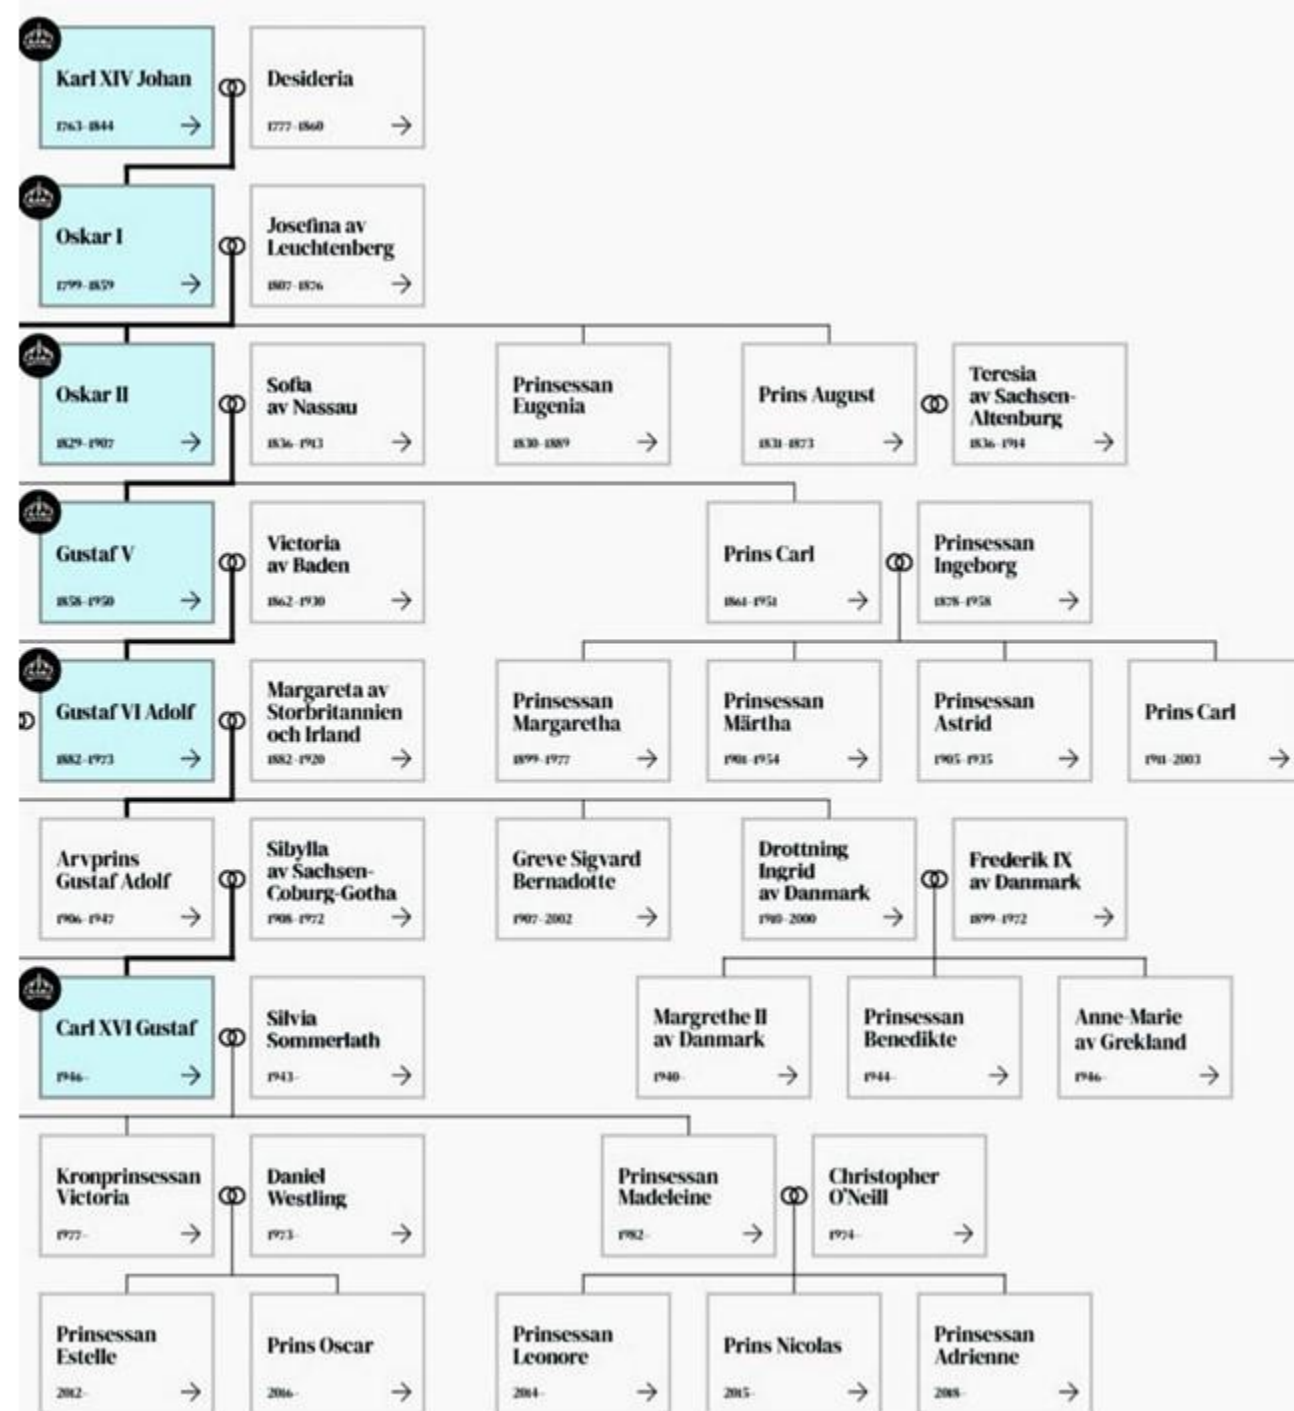 Karl XIV Johan
1763–1844
Desideria
1777–1860
Oskar I
1799–1859
Josefina av
Leuchtenberg
1807–1876
Oskar II
1829–1907
Sofia
av Nassau
1836–1913
Prinsessan
Eugenia
1830–1889
Prins August
1831–1873
Teresia
av Sachsen-
Altenburg
1836–1914
Gustaf V
1858–1950
Victoria
av Baden
1862–1930
Prins Carl
1861–1951
Prinsessan
Ingeborg
1878–1958
Gustaf VI Adolf
1882–1973
Margareta av
Storbritannien
och Irland
1882–1920
Prinsessan
Margaretha
1899–1977
Prinsessan
Märtha
1901–1954
Prinsessan
Astrid
1905–1935
Prins Carl
1911–2003
Arvprins
Gustaf Adolf
1906–1947
Sibylla
av Sachsen-
Coburg-Gotha
1908–1972
Greve Sigvard
Bernadotte
1907–2002
Drottning
Ingrid
av Danmark
1910–2000
Frederik IX
av Danmark
1899–1972
Carl XVI Gustaf
1946–
Silvia
Sommerlath
1943–
Margrethe II
av Danmark
1940–
Prinsessan
Benedikte
1944–
Anne-Marie
av Grekland
1946–
Kronprinsessan
Victoria
1977–
Daniel
Westling
1973–
Prinsessan
Madeleine
1982–
Christopher
O'Neill
1974–
Prinsessan
Estelle
2012–
Prins Oscar
2016–
Prinsessan
Leonore
2014–
Prins Nicolas
2015–
Prinsessan
Adrienne
2018–